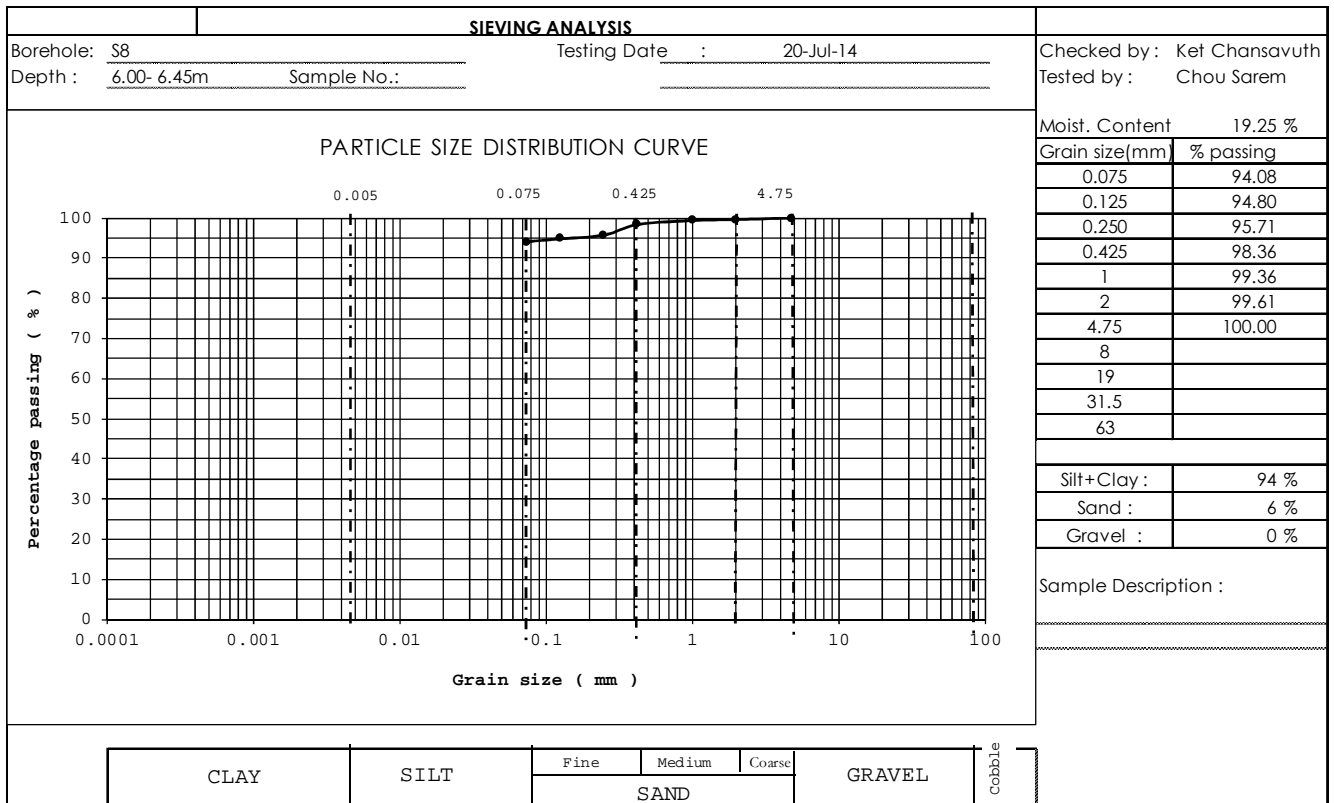 SIEVING ANALYSIS
Borehole: S8 Testing Date : 20-Jul-14
Depth : 6.00- 6.45m Sample No.:
Checked by : Ket Chansavuth
Tested by : Chou Sarem
Moist. Content 19.25 %
Grain size(mm) % passing
0.075 94.08
0.125 94.80
0.250 95.71
0.425 98.36
1 99.36
2 99.61
4.75 100.00
8
19
31.5
63
Silt+Clay : 94 %
Sand : 6 %
Gravel : 0 %
Sample Description :
PARTICLE SIZE DISTRIBUTION CURVE
0.005 0.075 0.425 4.75
100
90
80
70
60
50
40
30
20
10
0
Percentage passing ( % )
0.0001 0.001 0.01 0.1 1 10 100
Grain size ( mm )
CLAY SILT Fine Medium Coarse GRAVEL Cobble
SAND